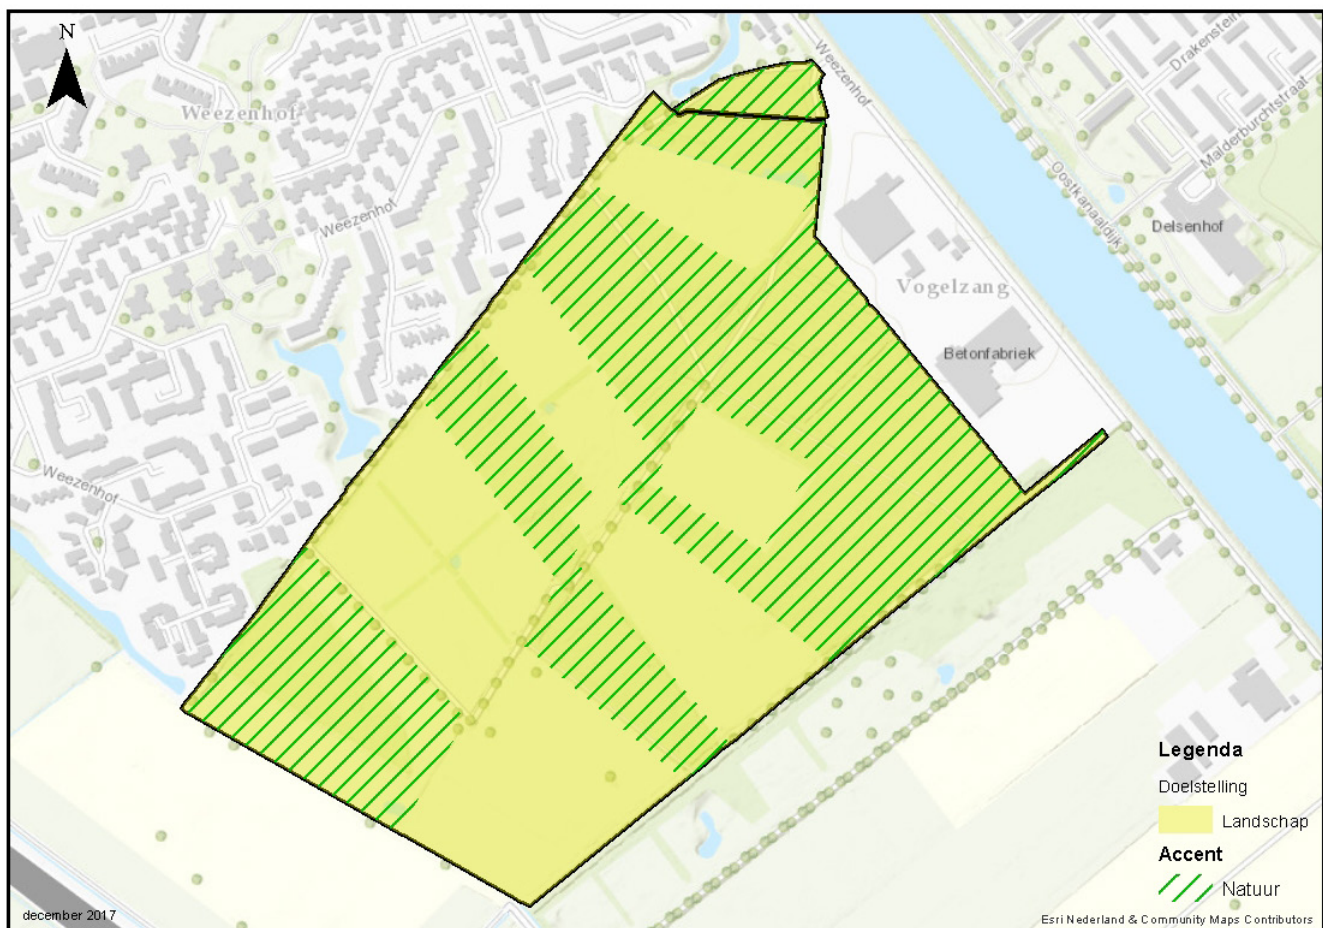 N
Weezenhof
Weezenhof
Weezenhof
Weezenhof
Drakenstein
Malderburchtstraat
Oostkanaaldijk
Delsenhof
Vogelzang
Betonfabriek
Legenda
Doelstelling
Landschap
Accent
Natuur
december 2017
Esri Nederland & Community Maps Contributors